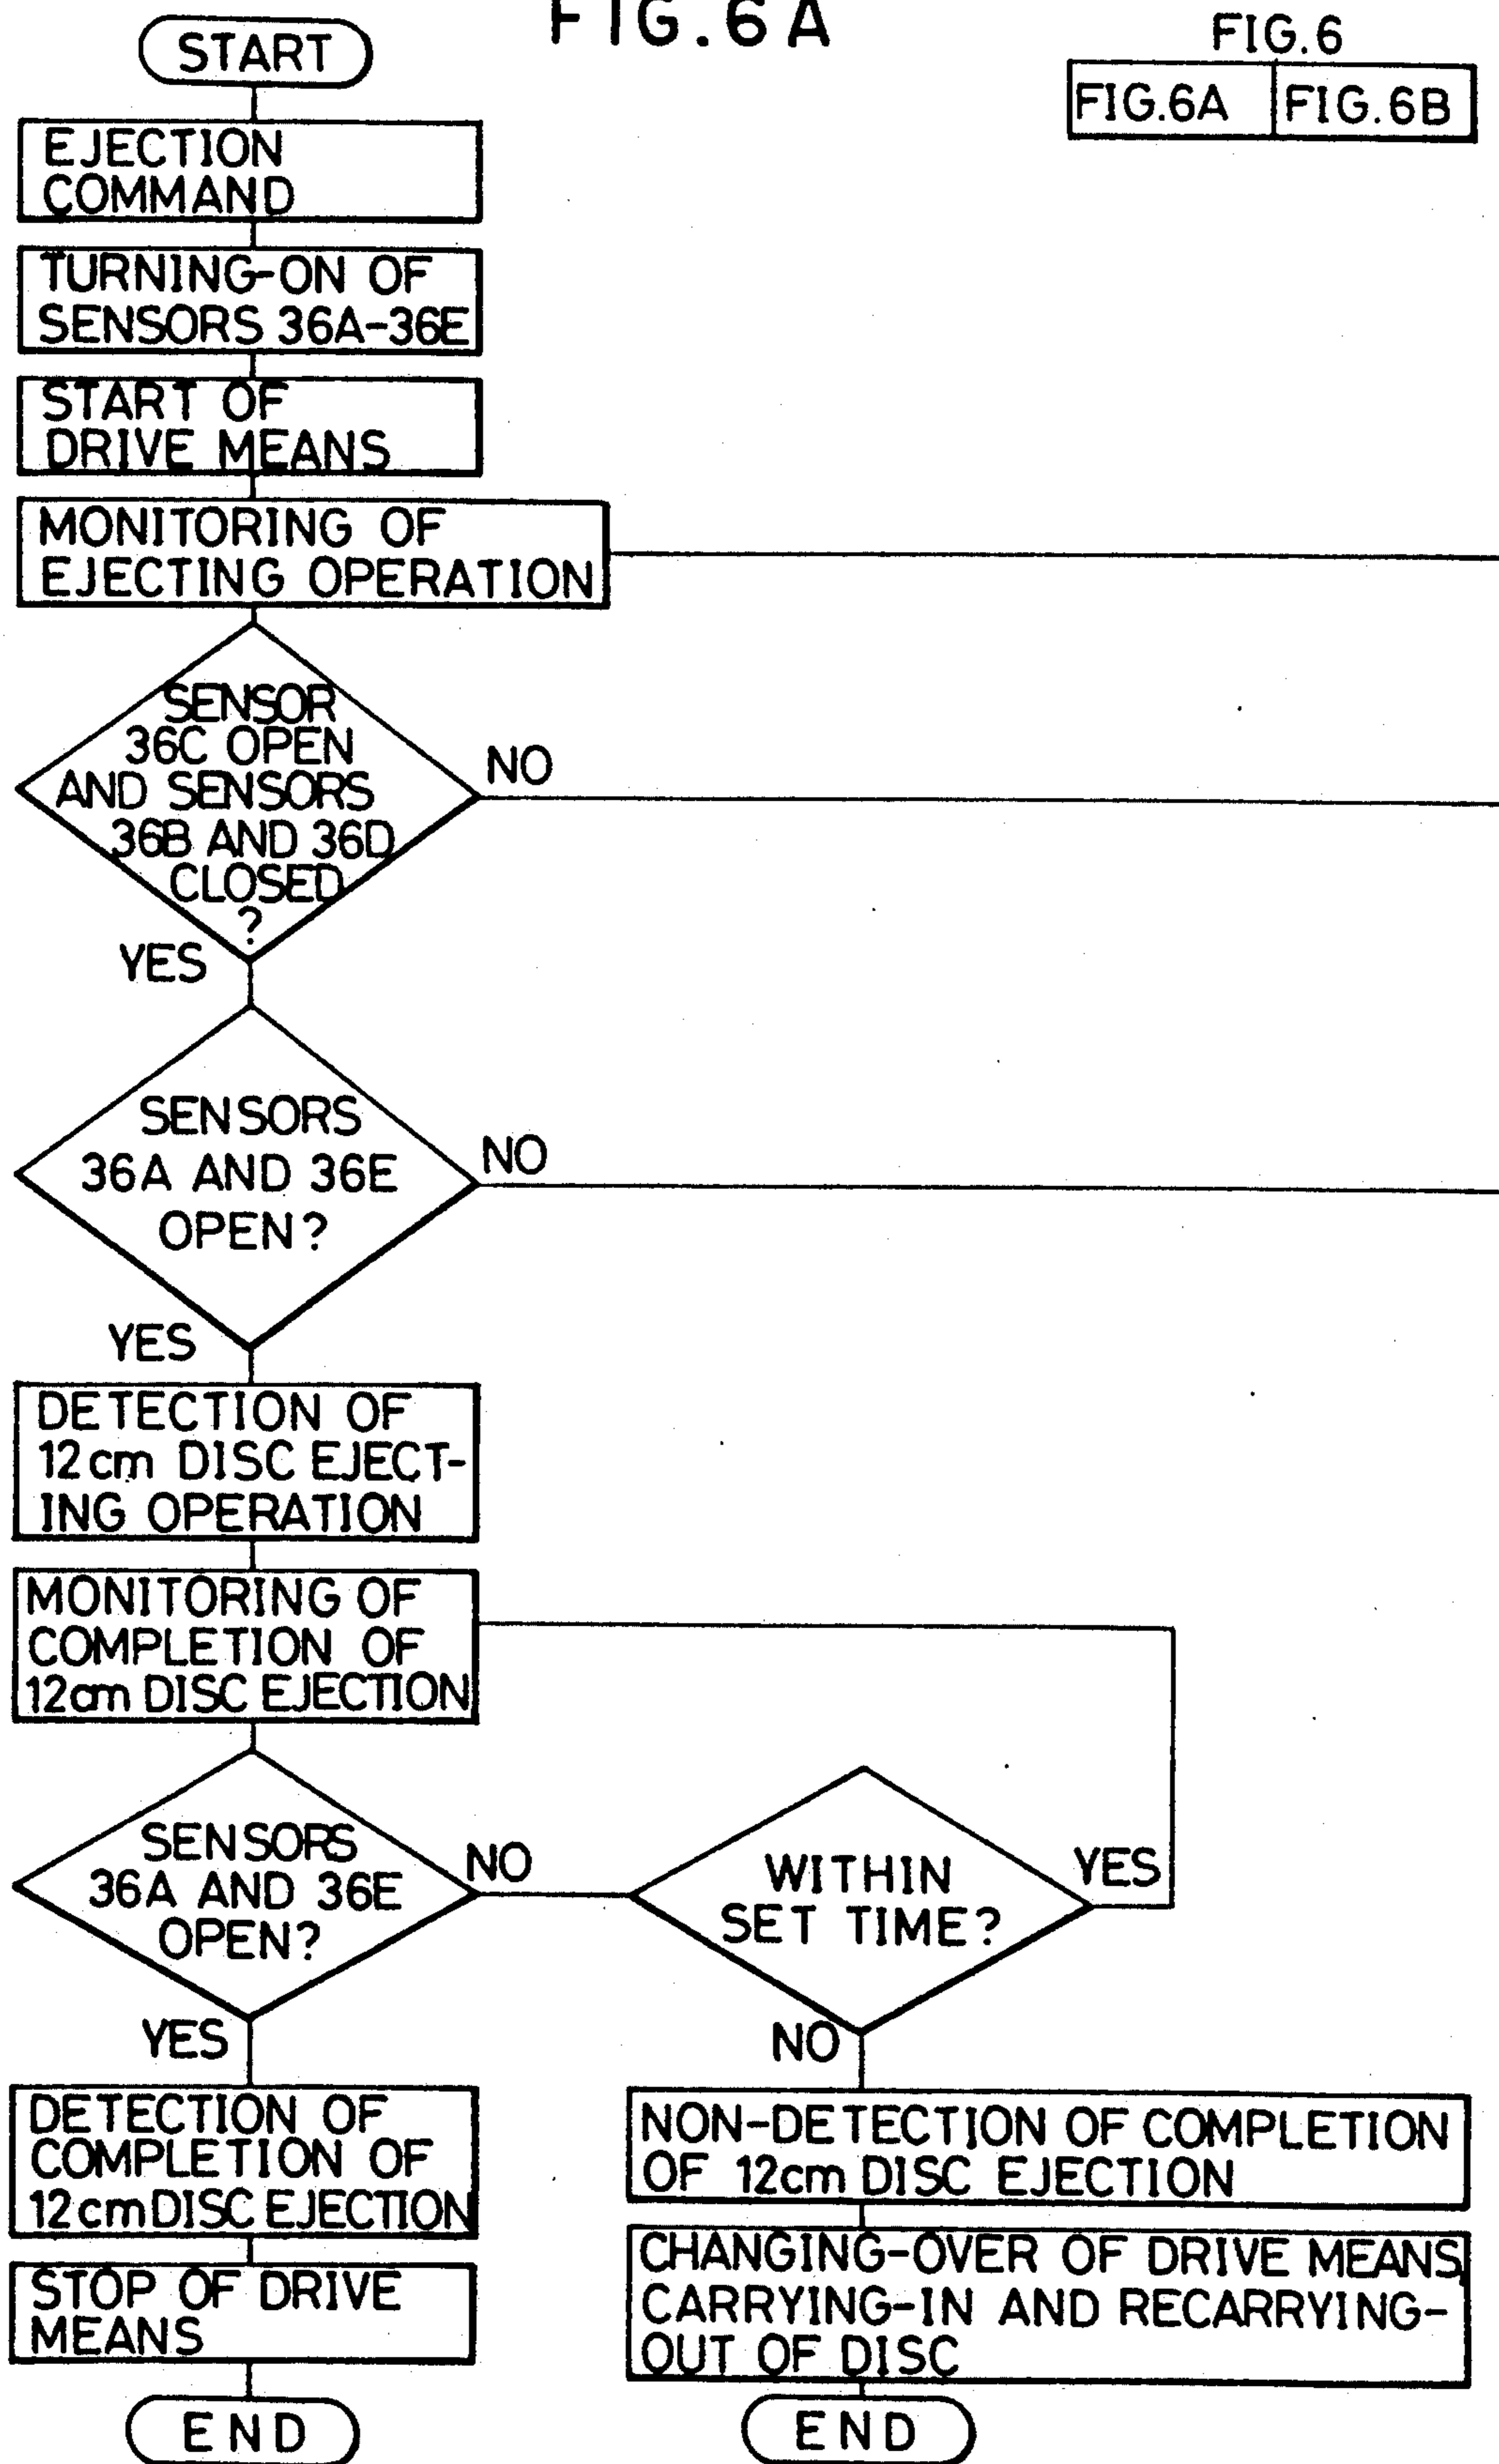 FIG.6A
FIG.6
FIG.6A
FIG.6B
START
EJECTION
COMMAND
TURNING-ON OF
SENSORS 36A-36E
START OF
DRIVE MEANS
MONITORING OF
EJECTING OPERATION
SENSOR
36C OPEN
AND SENSORS
36B AND 36D
CLOSED
?
NO
YES
SENSORS
36A AND 36E
OPEN?
NO
YES
DETECTION OF
12cm DISC EJECT-
ING OPERATION
MONITORING OF
COMPLETION OF
12cm DISC EJECTION
SENSORS
36A AND 36E
OPEN?
NO
YES
WITHIN
SET TIME?
YES
NO
DETECTION OF
COMPLETION OF
12cm DISC EJECTION
STOP OF DRIVE
MEANS
END
NON-DETECTION OF COMPLETION
OF 12cm DISC EJECTION
CHANGING-OVER OF DRIVE MEANS,
CARRYING-IN AND RECARRYING-
OUT OF DISC
END